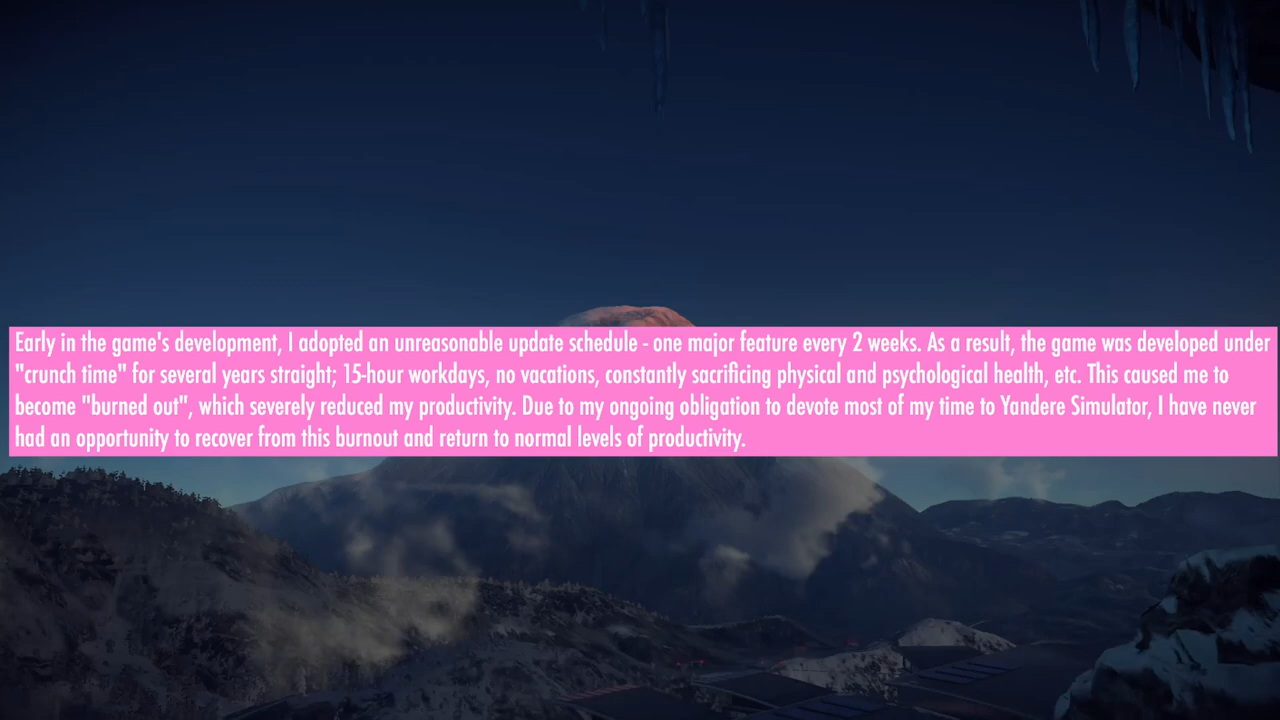 Early in the game's development, I adopted an unreasonable update schedule - one major feature every 2 weeks. As a result, the game was developed under
"crunch time" for several years straight; 15-hour workdays, no vacations, constantly sacrificing physical and psychological health, etc. This caused me to
become "burned out", which severely reduced my productivity. Due to my ongoing obligation to devote most of my time to Yandere Simulator, I have never
had an opportunity to recover from this burnout and return to normal levels of productivity.